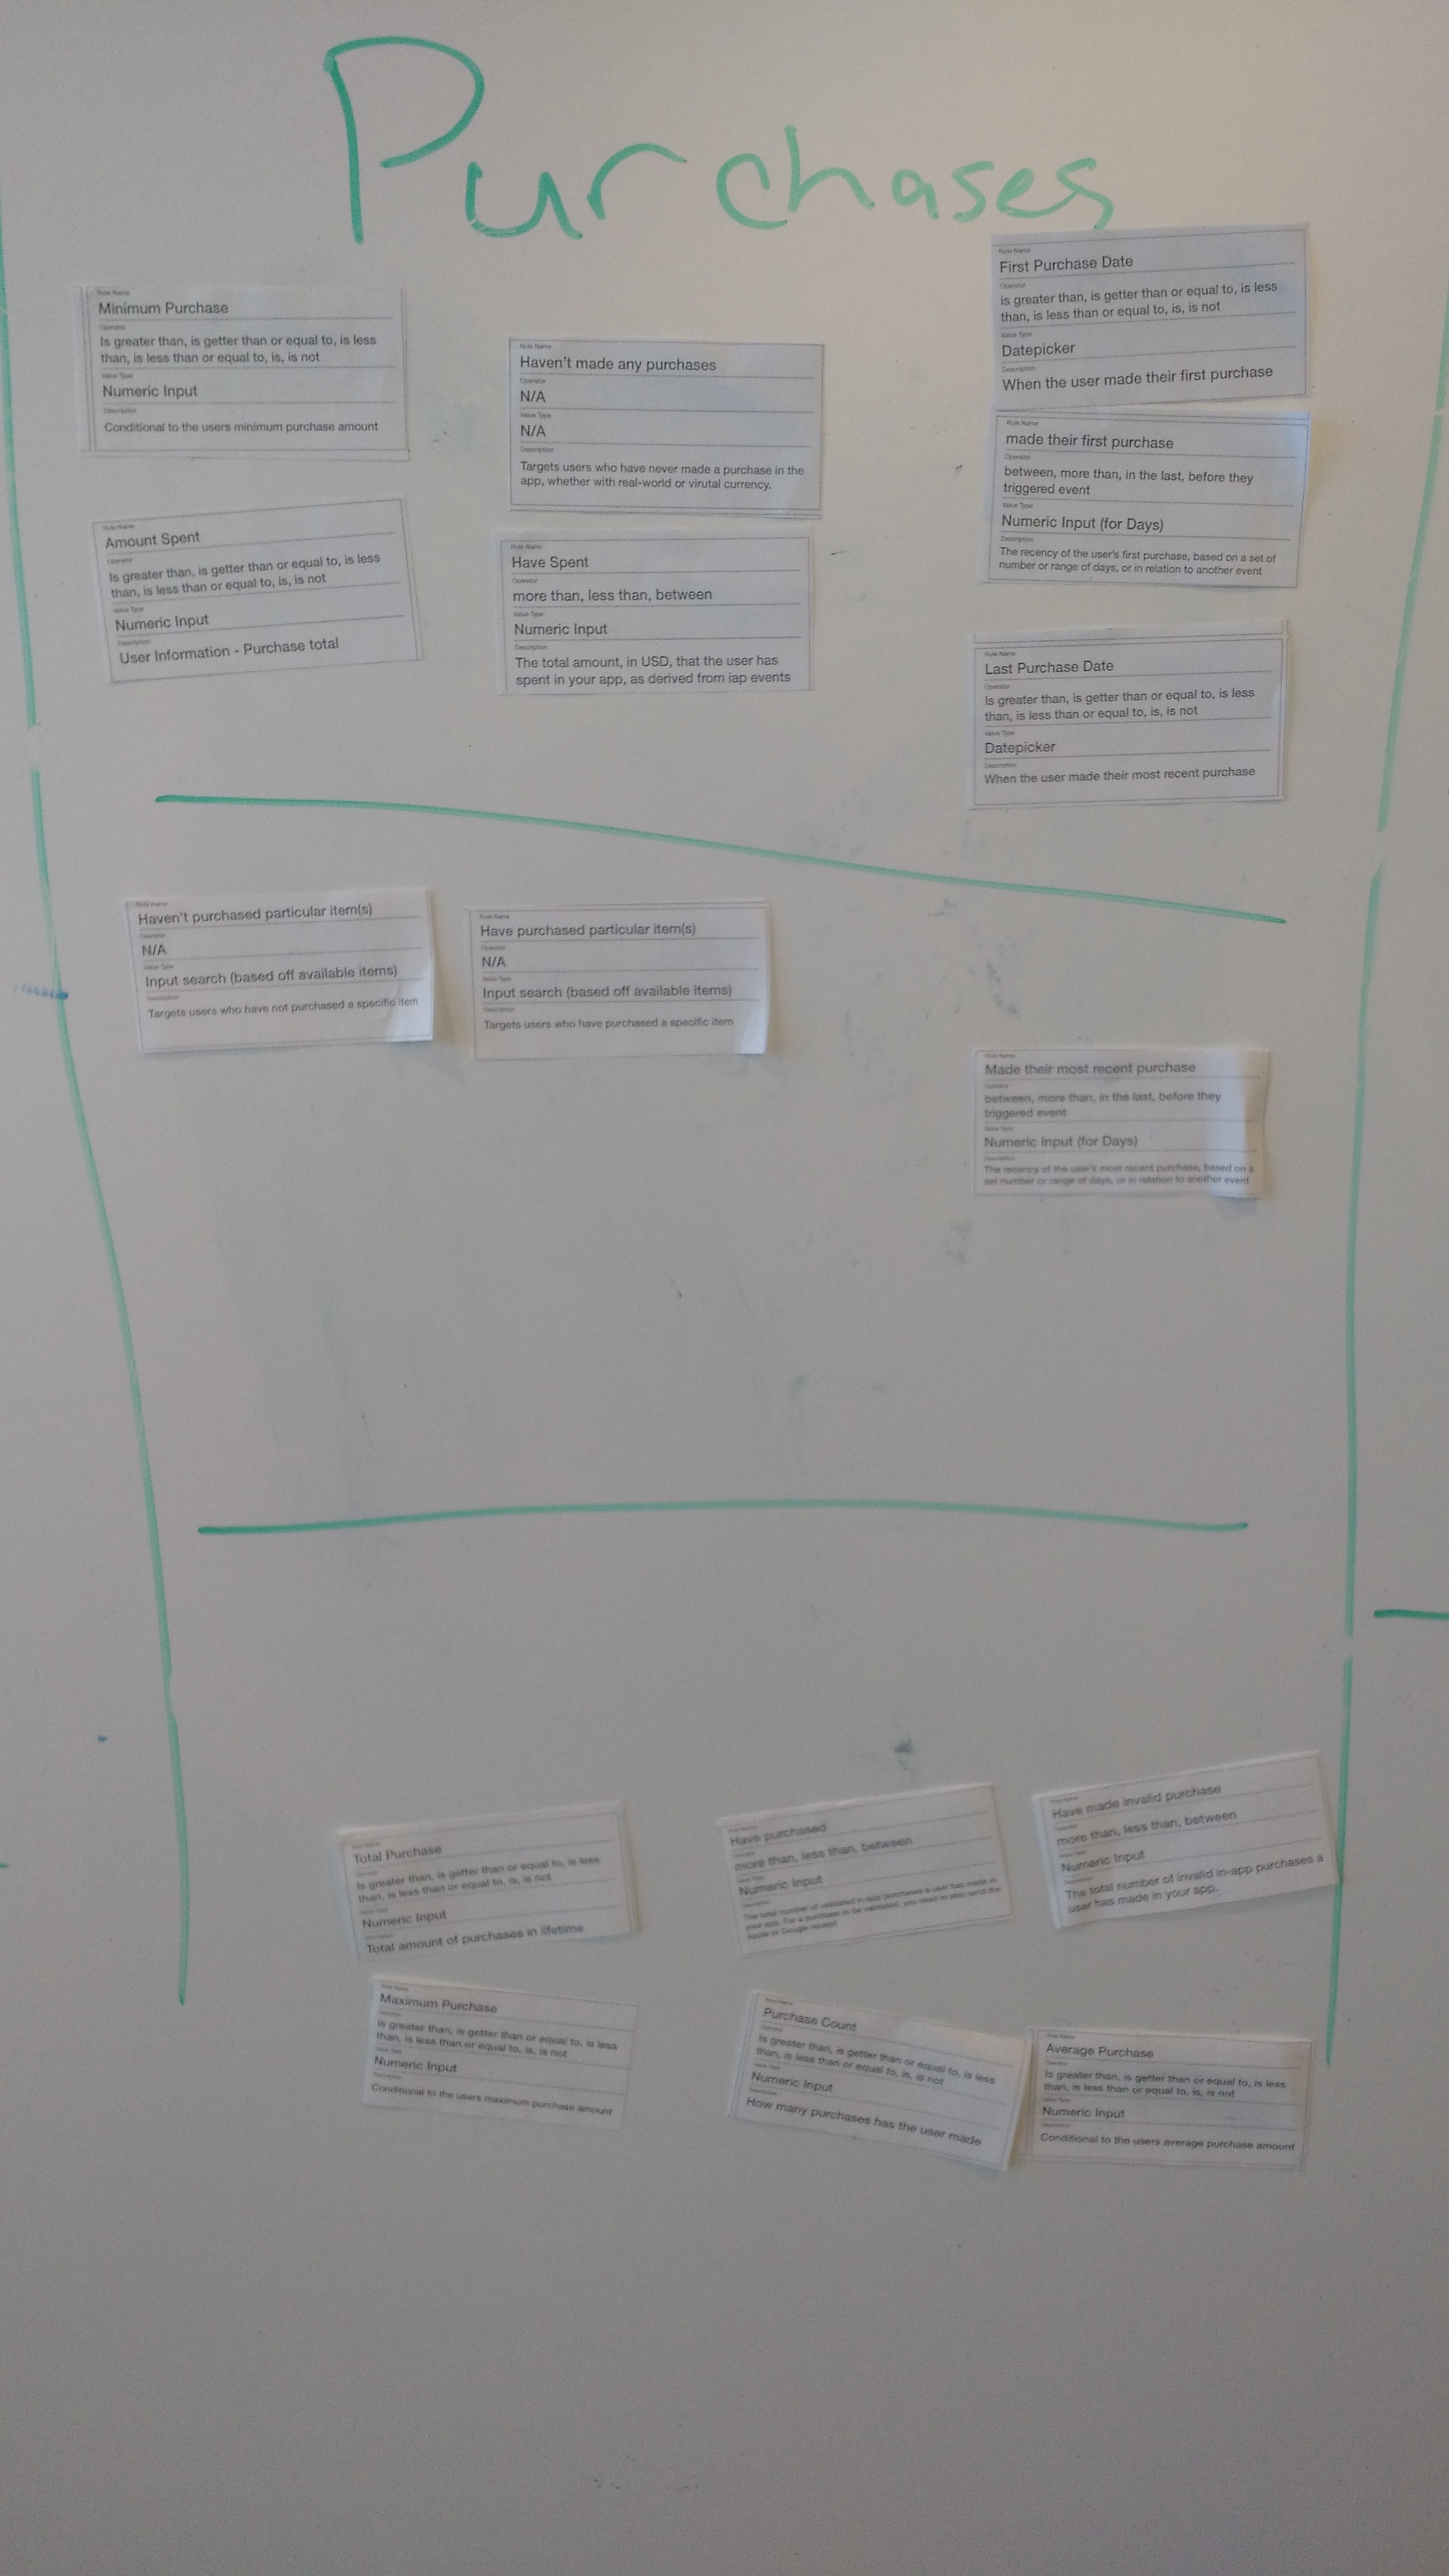 Purchases
Rule Name
Minimum Purchase
Operator
Is greater than, is getter than or equal to, is less
than, is less than or equal to, is, is not
Value Type
Numeric Input
Description
Conditional to the users minimum purchase amount
Rule Name
Amount Spent
Operator
Is greater than, is getter than or equal to, is less
than, is less than or equal to, is, is not
Value Type
Numeric Input
Description
User Information - Purchase total
Rule Name
Haven't made any purchases
Operator
N/A
Value Type
N/A
Description
Targets users who have never made a purchase in the
app, whether with real-world or virutal currency.
Rule Name
Have Spent
Operator
more than, less than, between
Value Type
Numeric Input
Description
The total amount, in USD, that the user has
spent in your app, as derived from iap events
Rule Name
First Purchase Date
Operator
is greater than, is getter than or equal to, is less
than, is less than or equal to, is, is not
Value Type
Datepicker
Description
When the user made their first purchase
Rule Name
made their first purchase
Operator
between, more than, in the last, before they
triggered event
Value Type
Numeric Input (for Days)
Description
The recency of the user's first purchase, based on a set of
number or range of days, or in relation to another event
Rule Name
Last Purchase Date
Operator
Is greater than, is getter than or equal to, is less
than, is less than or equal to, is, is not
Value Type
Datepicker
Description
When the user made their most recent purchase
Rule Name
Haven't purchased particular item(s)
Operator
N/A
Value Type
Input search (based off available items)
Description
Targets users who have not purchased a specific item
Rule Name
Have purchased particular item(s)
Operator
N/A
Value Type
Input search (based off available items)
Description
Targets users who have purchased a specific item
Rule Name
Made their most recent purchase
Operator
between, more than, in the last, before they
triggered event
Value Type
Numeric Input (for Days)
Description
The recency of the user's most recent purchase, based on a
set number or range of days, or in relation to another event
Rule Name
Total Purchase
Operator
Is greater than, is getter than or equal to, is less
than, is less than or equal to, is, is not
Value Type
Numeric Input
Description
Total amount of purchases in lifetime
Rule Name
Have purchased
Operator
more than, less than, between
Value Type
Numeric Input
Description
The total number of validated in-app purchases a user has made in
your app. For a purchase to be validated, you need to also send the
Apple or Google receipt.
Rule Name
Have made invalid purchase
Operator
more than, less than, between
Value Type
Numeric Input
Description
The total number of invalid in-app purchases a
user has made in your app.
Rule Name
Maximum Purchase
Operator
Is greater than, is getter than or equal to, is less
than, is less than or equal to, is, is not
Value Type
Numeric Input
Description
Conditional to the users maximum purchase amount
Rule Name
Purchase Count
Operator
Is greater than, is getter than or equal to, is less
than, is less than or equal to, is, is not
Value Type
Numeric Input
Description
How many purchases has the user made
Rule Name
Average Purchase
Operator
Is greater than, is getter than or equal to, is less
than, is less than or equal to, is, is not
Value Type
Numeric Input
Description
Conditional to the users average purchase amount